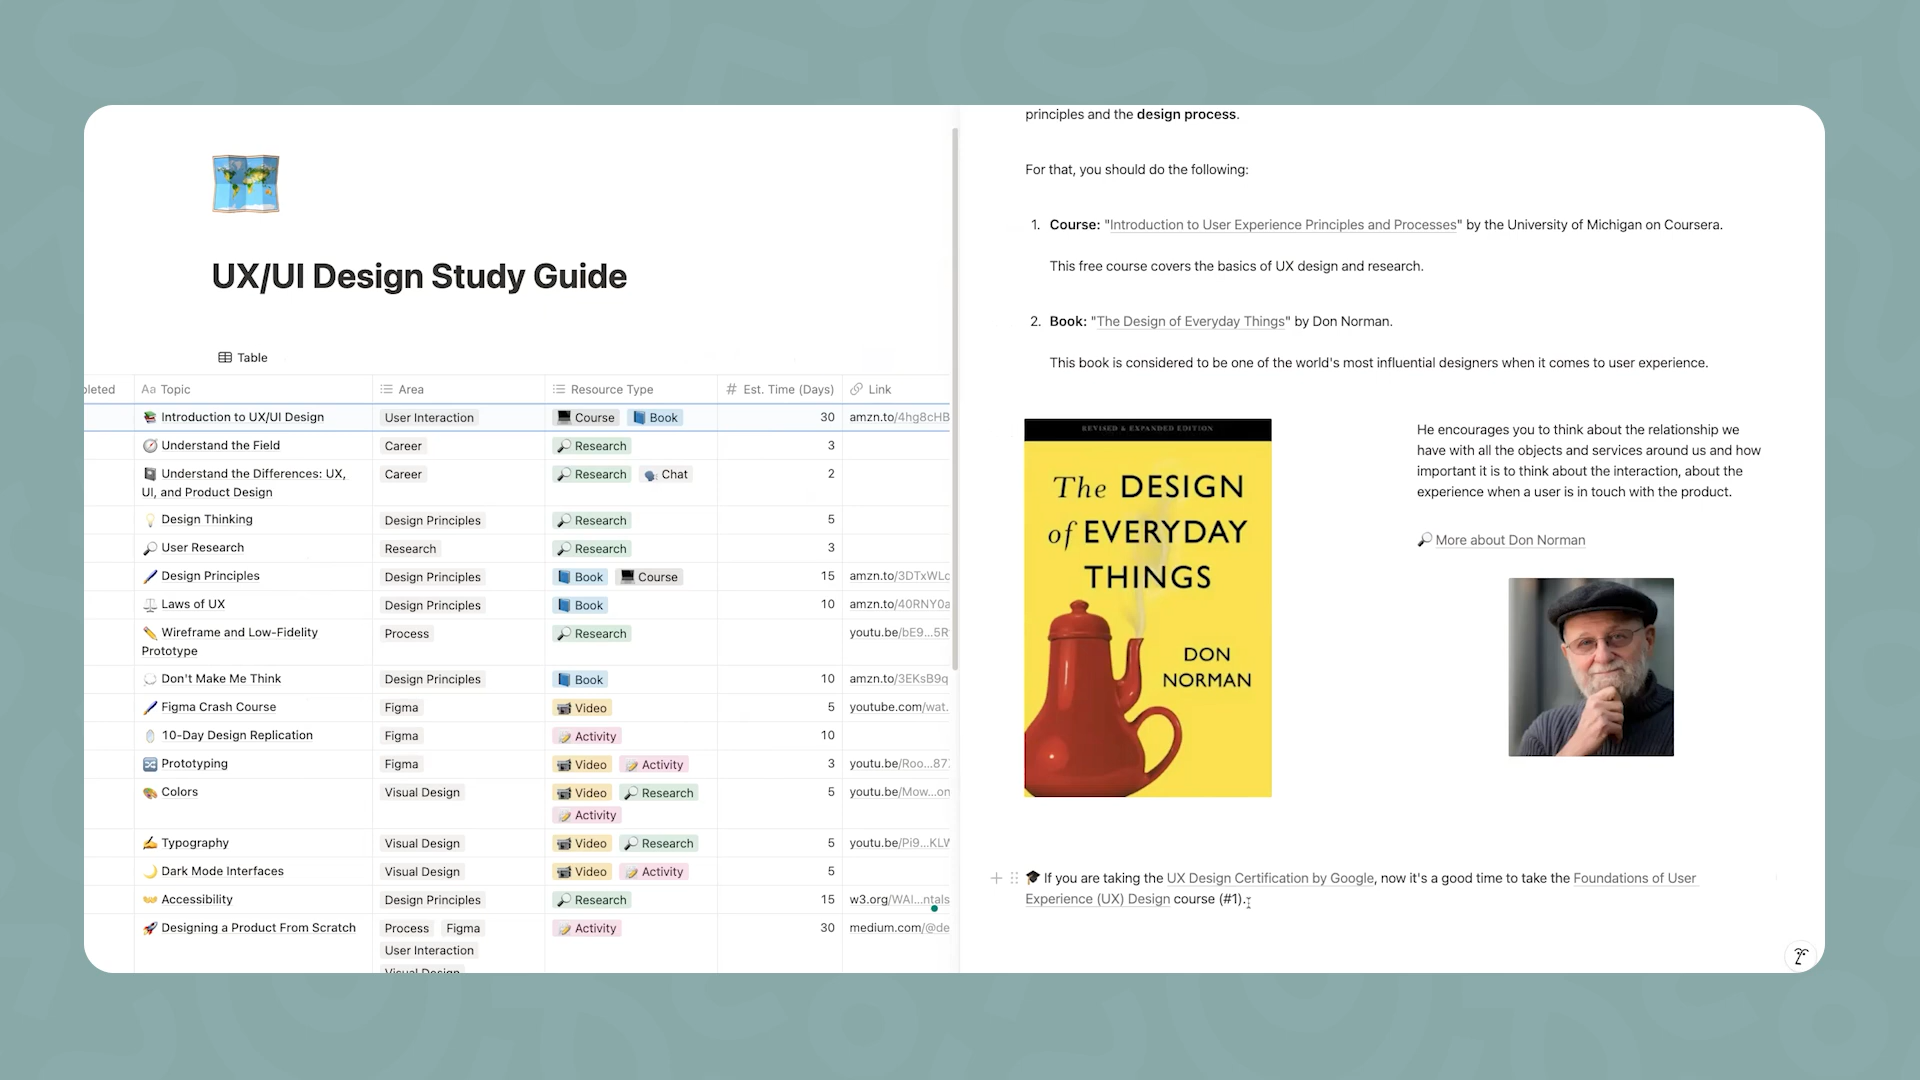 UX/UI Design Study Guide
Table
pleted
Aa Topic
Area
Resource Type
# Est. Time (Days)
Link
Introduction to UX/UI Design
User Interaction
Course Book
30
amzn.to/4hg8cHB
Understand the Field
Career
Research
3
Understand the Differences: UX,
UI, and Product Design
Career
Research Chat
2
Design Thinking
Design Principles
Research
5
User Research
Research
Research
3
Design Principles
Design Principles
Book Course
15
amzn.to/3DTxWLc
Laws of UX
Design Principles
Book
10
amzn.to/40RNY0a
Wireframe and Low-Fidelity
Prototype
Process
Research
youtu.be/bE9...5R
Don't Make Me Think
Design Principles
Book
10
amzn.to/3EKsB9q
Figma Crash Course
Figma
Video
5
youtube.com/wat.
10-Day Design Replication
Figma
Activity
10
Prototyping
Figma
Video Activity
3
youtu.be/Roo...87
Colors
Visual Design
Video Research
Activity
5
youtu.be/Mow...on
Typography
Visual Design
Video Research
5
youtu.be/Pi9...KLV
Dark Mode Interfaces
Visual Design
Video Activity
5
Accessibility
Design Principles
Research
15
w3.org/WAI...ntals
Designing a Product From Scratch
Process Figma
User Interaction
Visual Design
Activity
30
medium.com/@de
principles and the design process.
For that, you should do the following:
1. Course: "Introduction to User Experience Principles and Processes" by the University of Michigan on Coursera.
This free course covers the basics of UX design and research.
2. Book: "The Design of Everyday Things" by Don Norman.
This book is considered to be one of the world's most influential designers when it comes to user experience.
REVISED & EXPANDED EDITION
The DESIGN
of EVERYDAY
THINGS
DON
NORMAN
He encourages you to think about the relationship we
have with all the objects and services around us and how
important it is to think about the interaction, about the
experience when a user is in touch with the product.
More about Don Norman
If you are taking the UX Design Certification by Google, now it's a good time to take the Foundations of User
Experience (UX) Design course (#1).